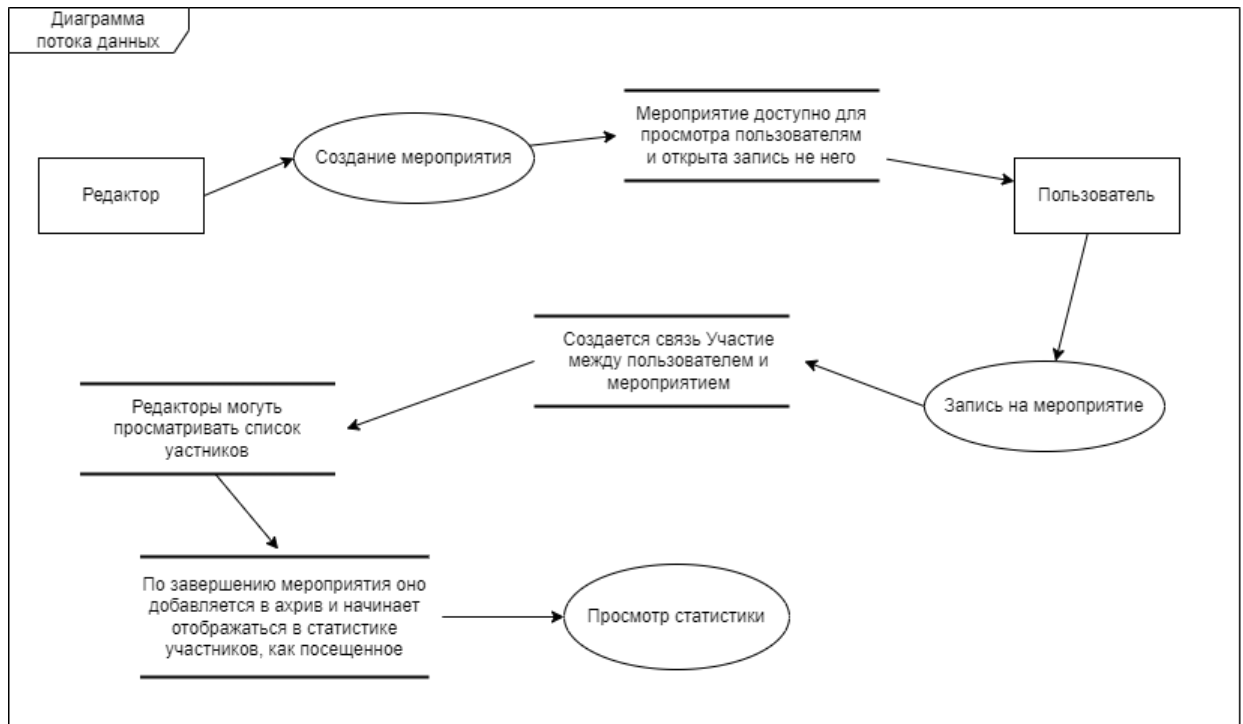 Диаграмма
потока данных
Редактор
Создание мероприятия
Мероприятие доступно для
просмотра пользователям
и открыта запись не него
Пользователь
Запись на мероприятие
Создается связь Участие
между пользователем и
мероприятием
Редакторы могуть
просматривать список
уастников
По завершению мероприятия оно
добавляется в ахрив и начинает
отображаться в статистике
участников, как посещенное
Просмотр статистики